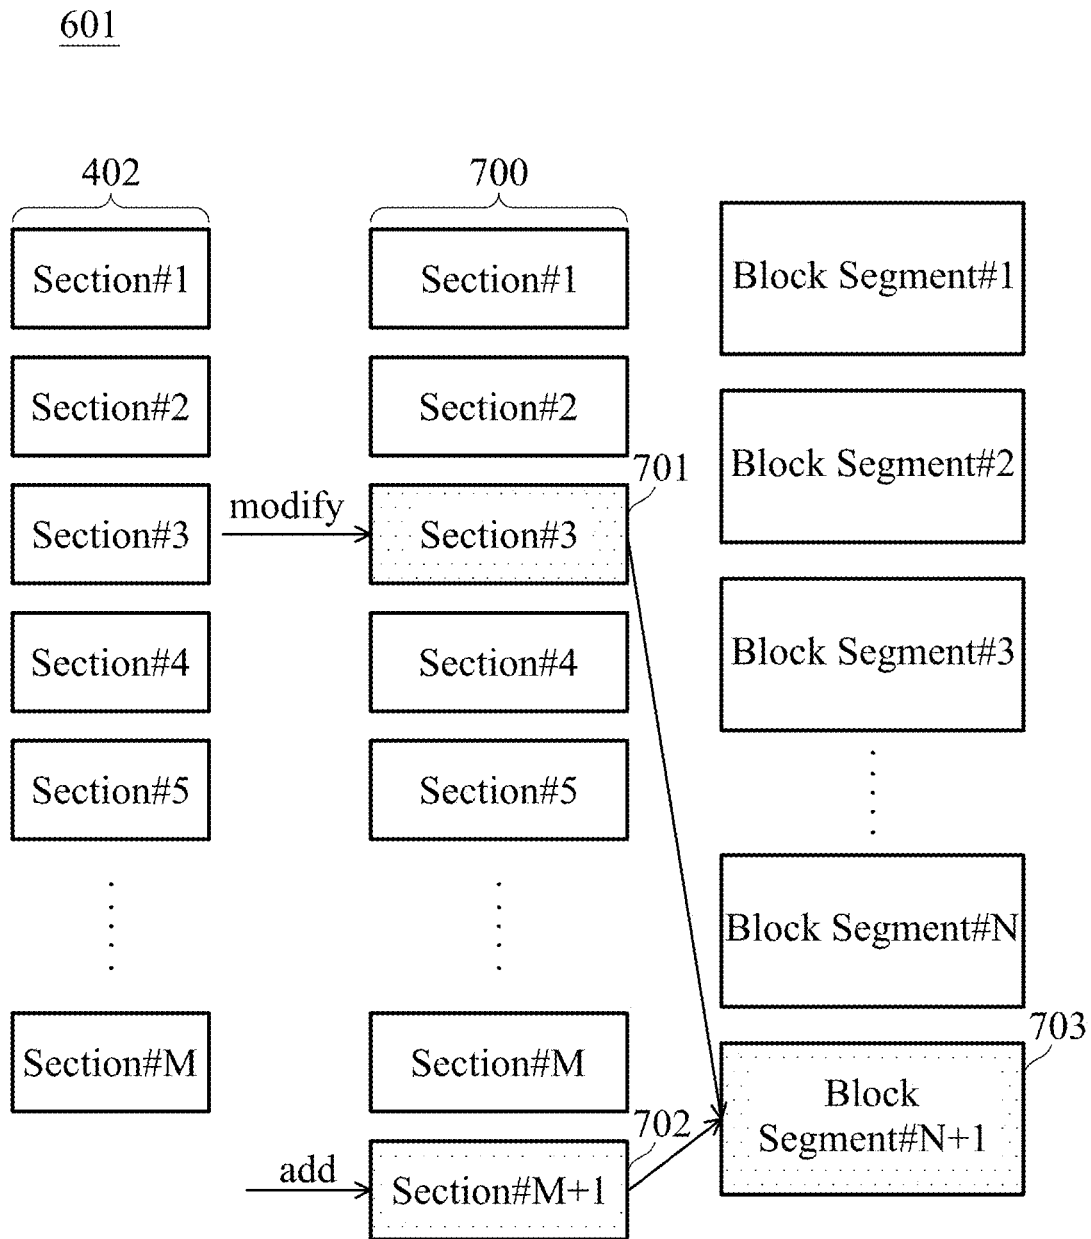 601
402
700
Section#1
Section#1
Block Segment#1
Section#2
Section#2
Block Segment#2
701
Section#3
modify
Section#3
Section#4
Section#4
Block Segment#3
Section#5
Section#5
Block Segment#N
Section#M
Section#M
703
Block
Segment#N+1
702
add
Section#M+1